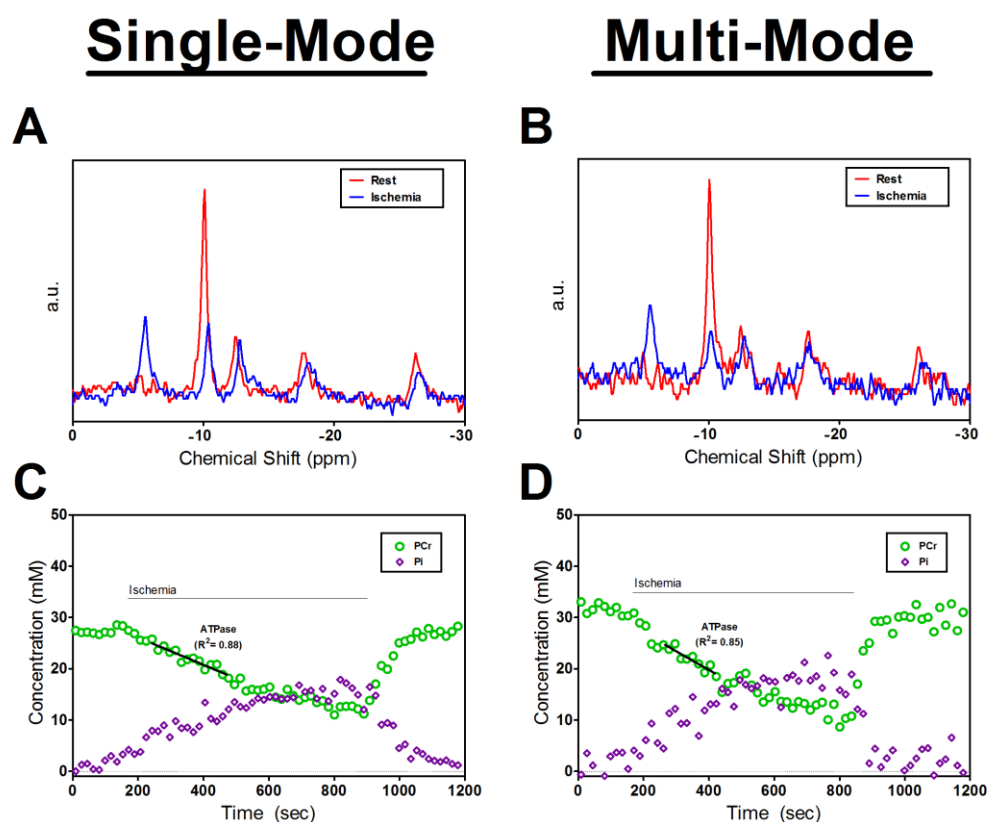 Single-Mode
Multi-Mode
A
B
Rest
Ischemia
Rest
Ischemia
a.u.
a.u.
0 -10 -20 -30
0 -10 -20 -30
Chemical Shift (ppm)
Chemical Shift (ppm)
C
D
50
40
30
20
10
0
Concentration (mM)
PCr
Pi
Ischemia
ATPase
(R²= 0.88)
0 200 400 600 800 1000 1200
Time (sec)
50
40
30
20
10
0
Concentration (mM)
PCr
Pi
Ischemia
ATPase
(R²= 0.85)
0 200 400 600 800 1000 1200
Time (sec)